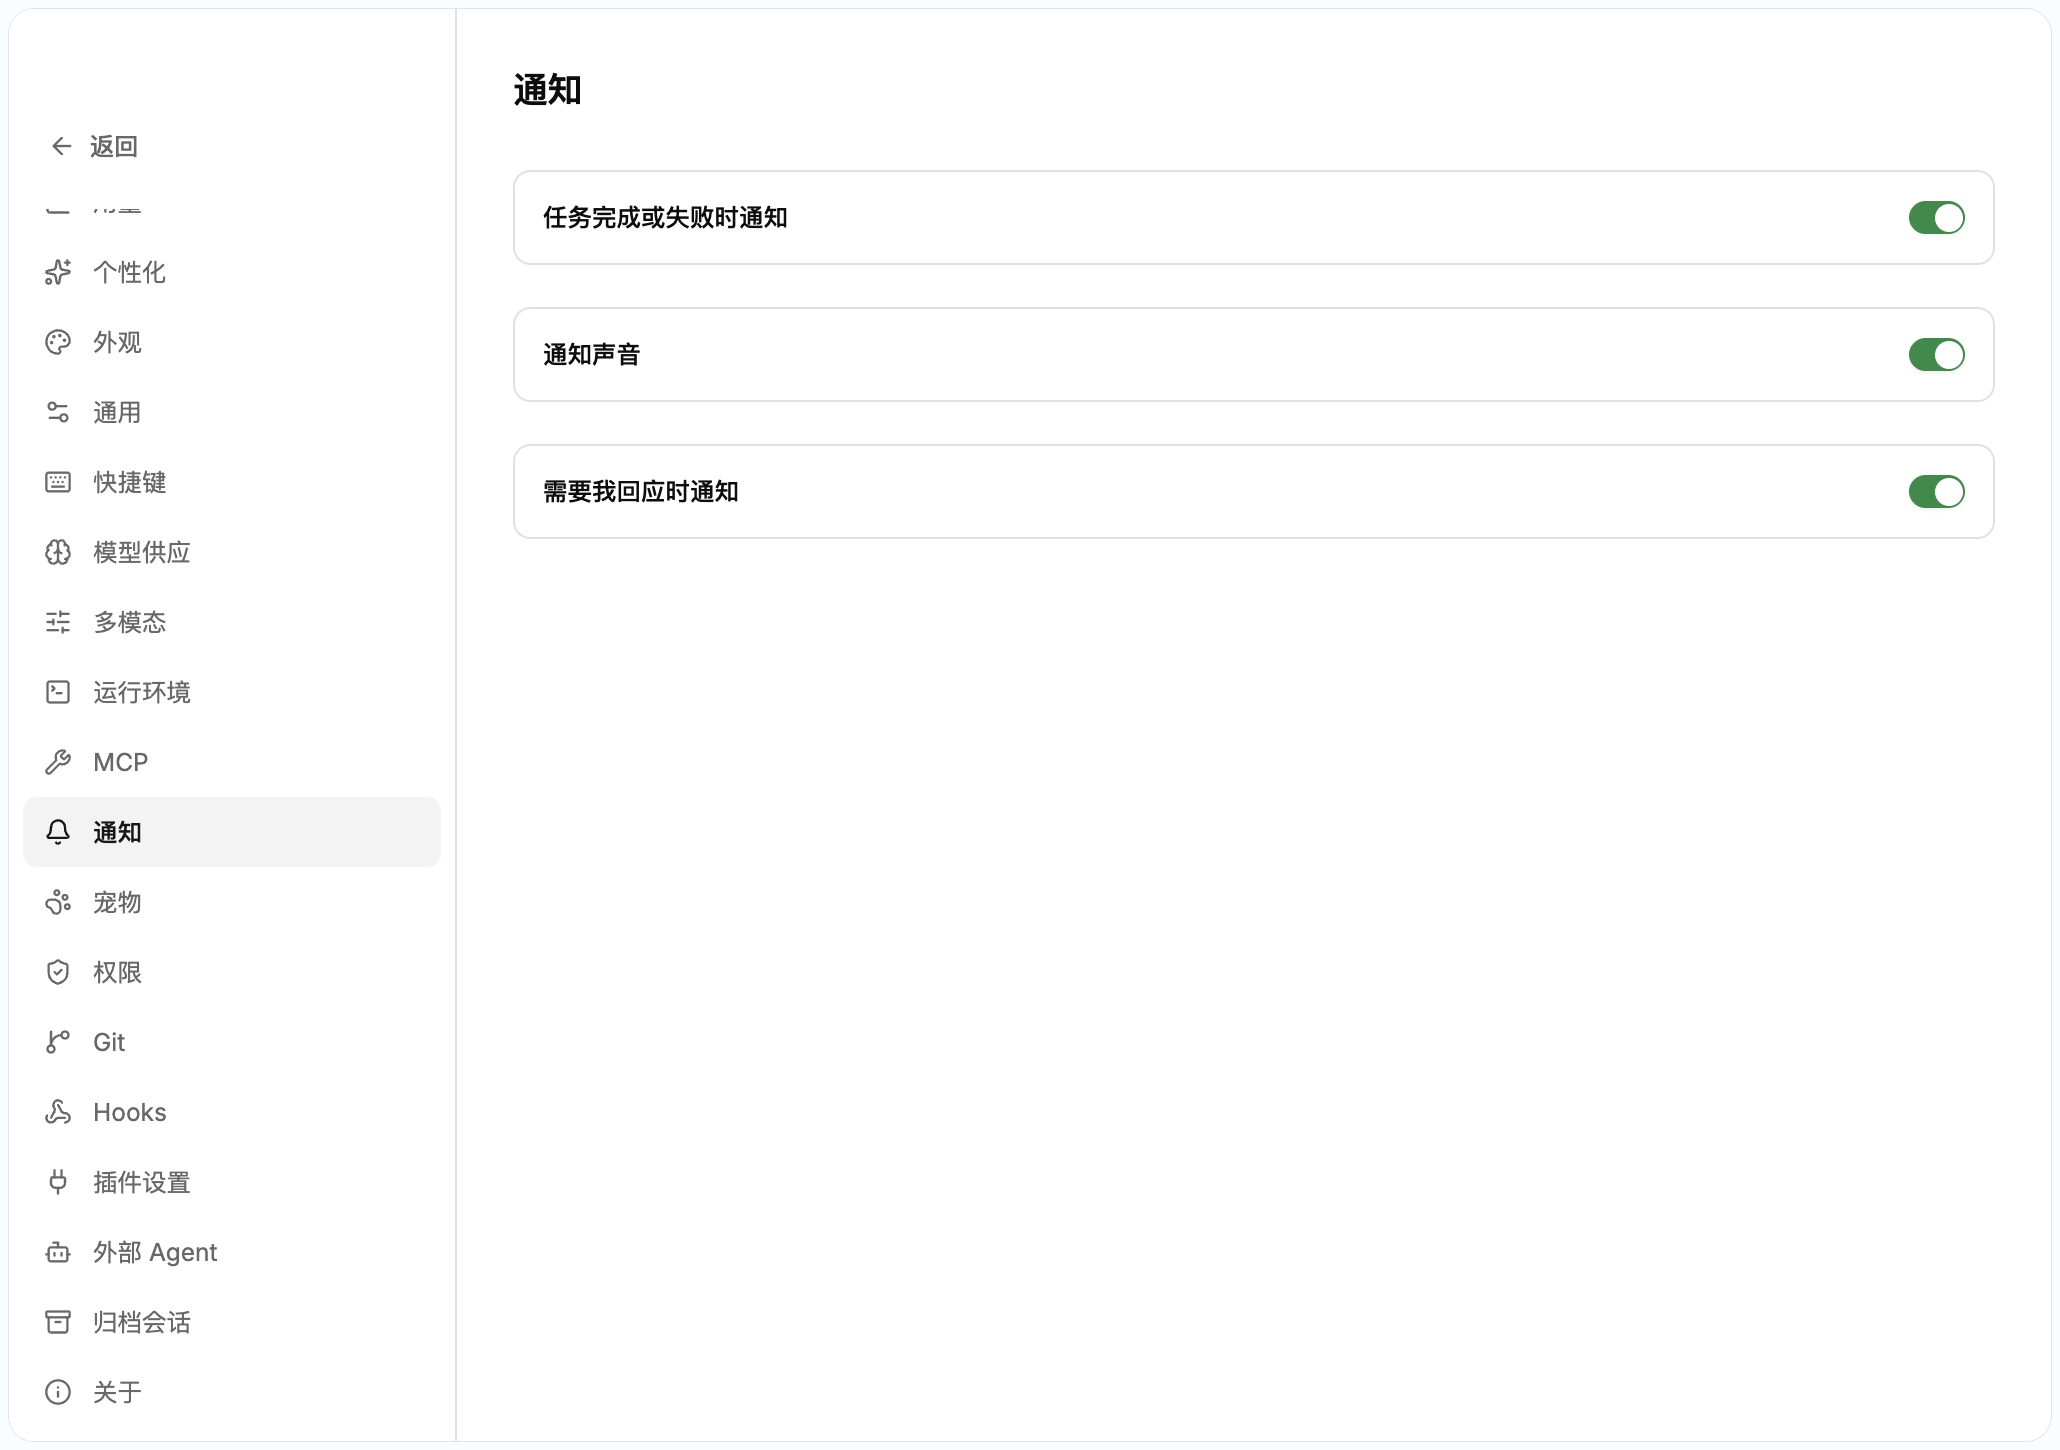 返回
个性化
外观
通用
快捷键
模型供应
多模态
运行环境
MCP
通知
宠物
权限
Git
Hooks
插件设置
外部 Agent
归档会话
关于
通知
任务完成或失败时通知
通知声音
需要我回应时通知